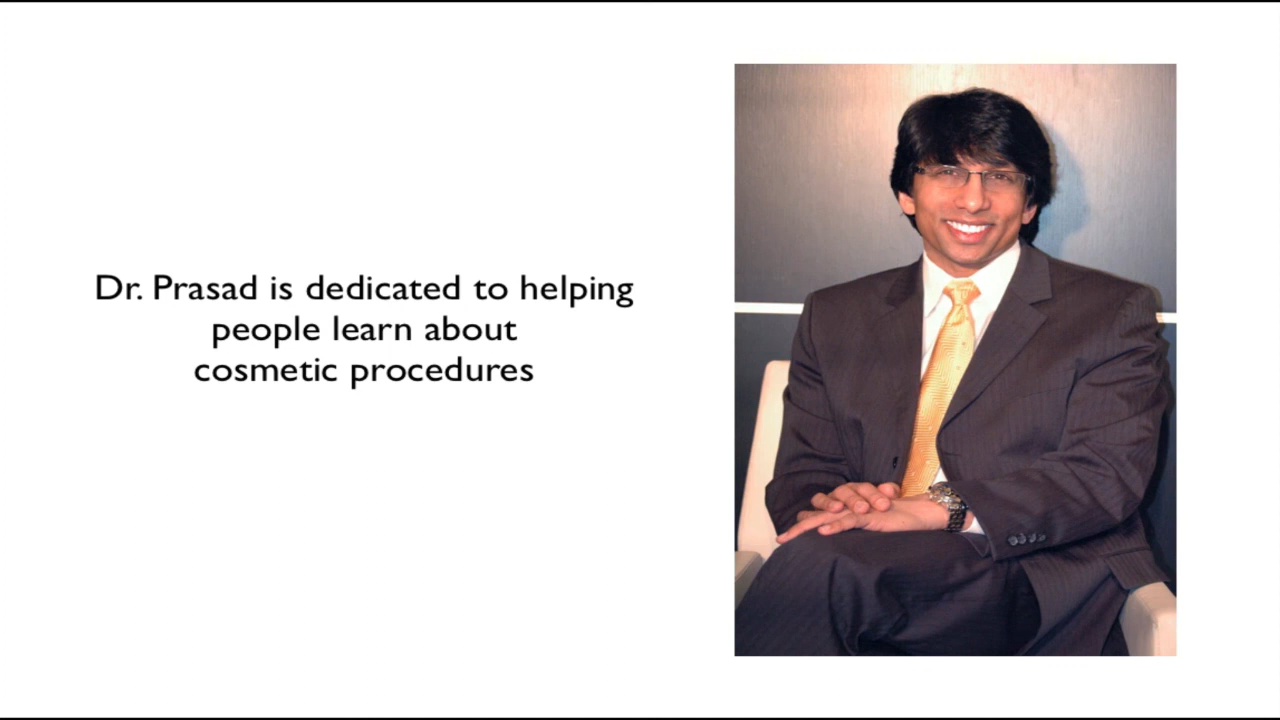 Dr. Prasad is dedicated to helping
people learn about
cosmetic procedures